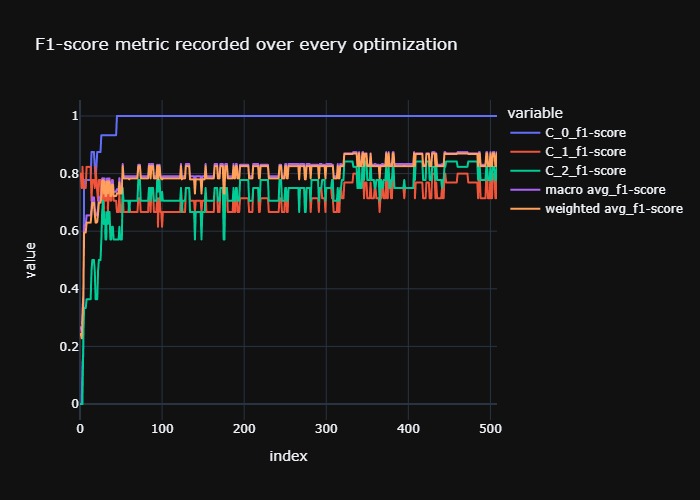 F1-score metric recorded over every optimization
variable
C_0_f1-score
C_1_f1-score
C_2_f1-score
macro avg_f1-score
weighted avg_f1-score
value
1
0.8
0.6
0.4
0.2
0
0 100 200 300 400 500
index